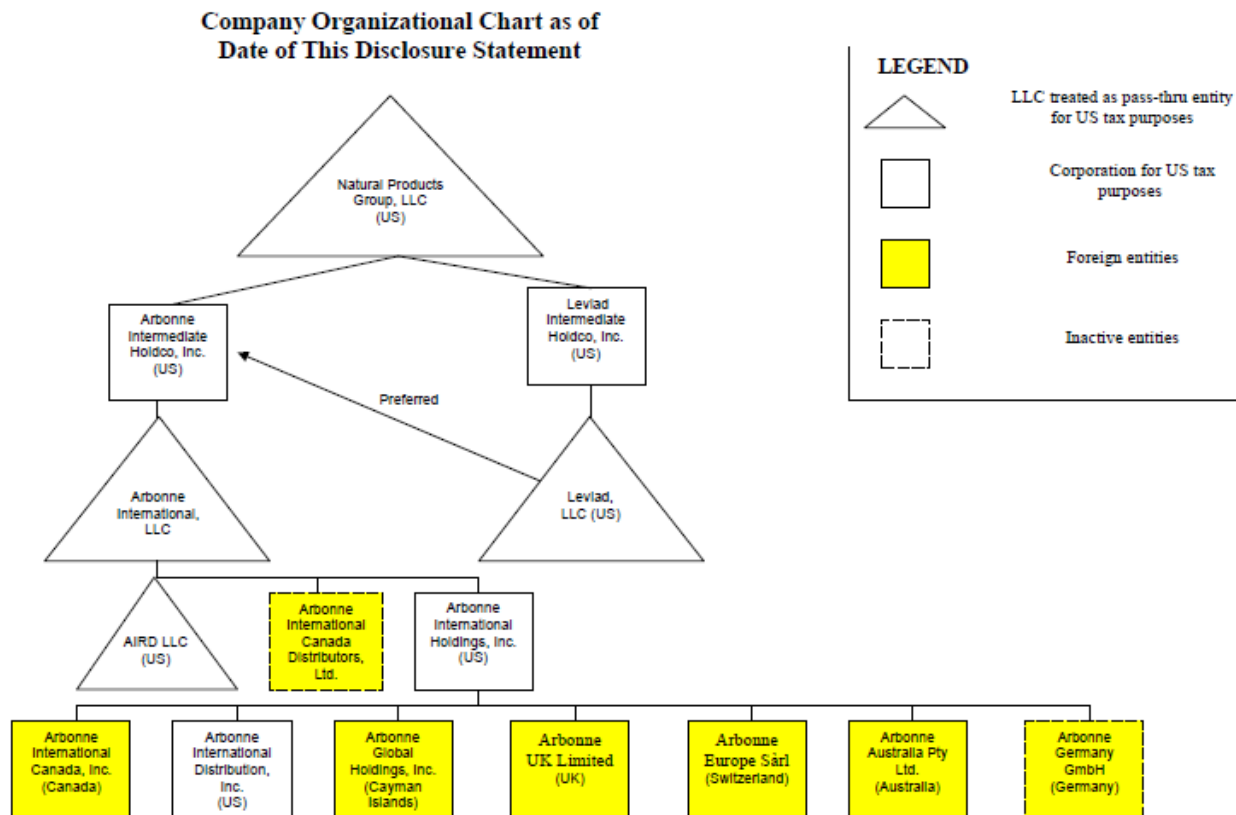 Company Organizational Chart as of
Date of This Disclosure Statement
LEGEND
LLC treated as pass-thru entity
for US tax purposes
Corporation for US tax
purposes
Foreign entities
Inactive entities
Natural Products
Group, LLC
(US)
Arbonne
Intermediate
Holdco, Inc.
(US)
Levlad
Intermediate
Holdco, Inc.
(US)
Preferred
Arbonne
International,
LLC
Levlad,
LLC (US)
AIRD LLC
(US)
Arbonne
International
Canada
Distributors,
Ltd.
Arbonne
International
Holdings, Inc.
(US)
Arbonne
International
Canada, Inc.
(Canada)
Arbonne
International
Distribution,
Inc.
(US)
Arbonne
Global
Holdings, Inc.
(Cayman
Islands)
Arbonne
UK Limited
(UK)
Arbonne
Europe Sàrl
(Switzerland)
Arbonne
Australia Pty
Ltd.
(Australia)
Arbonne
Germany
GmbH
(Germany)